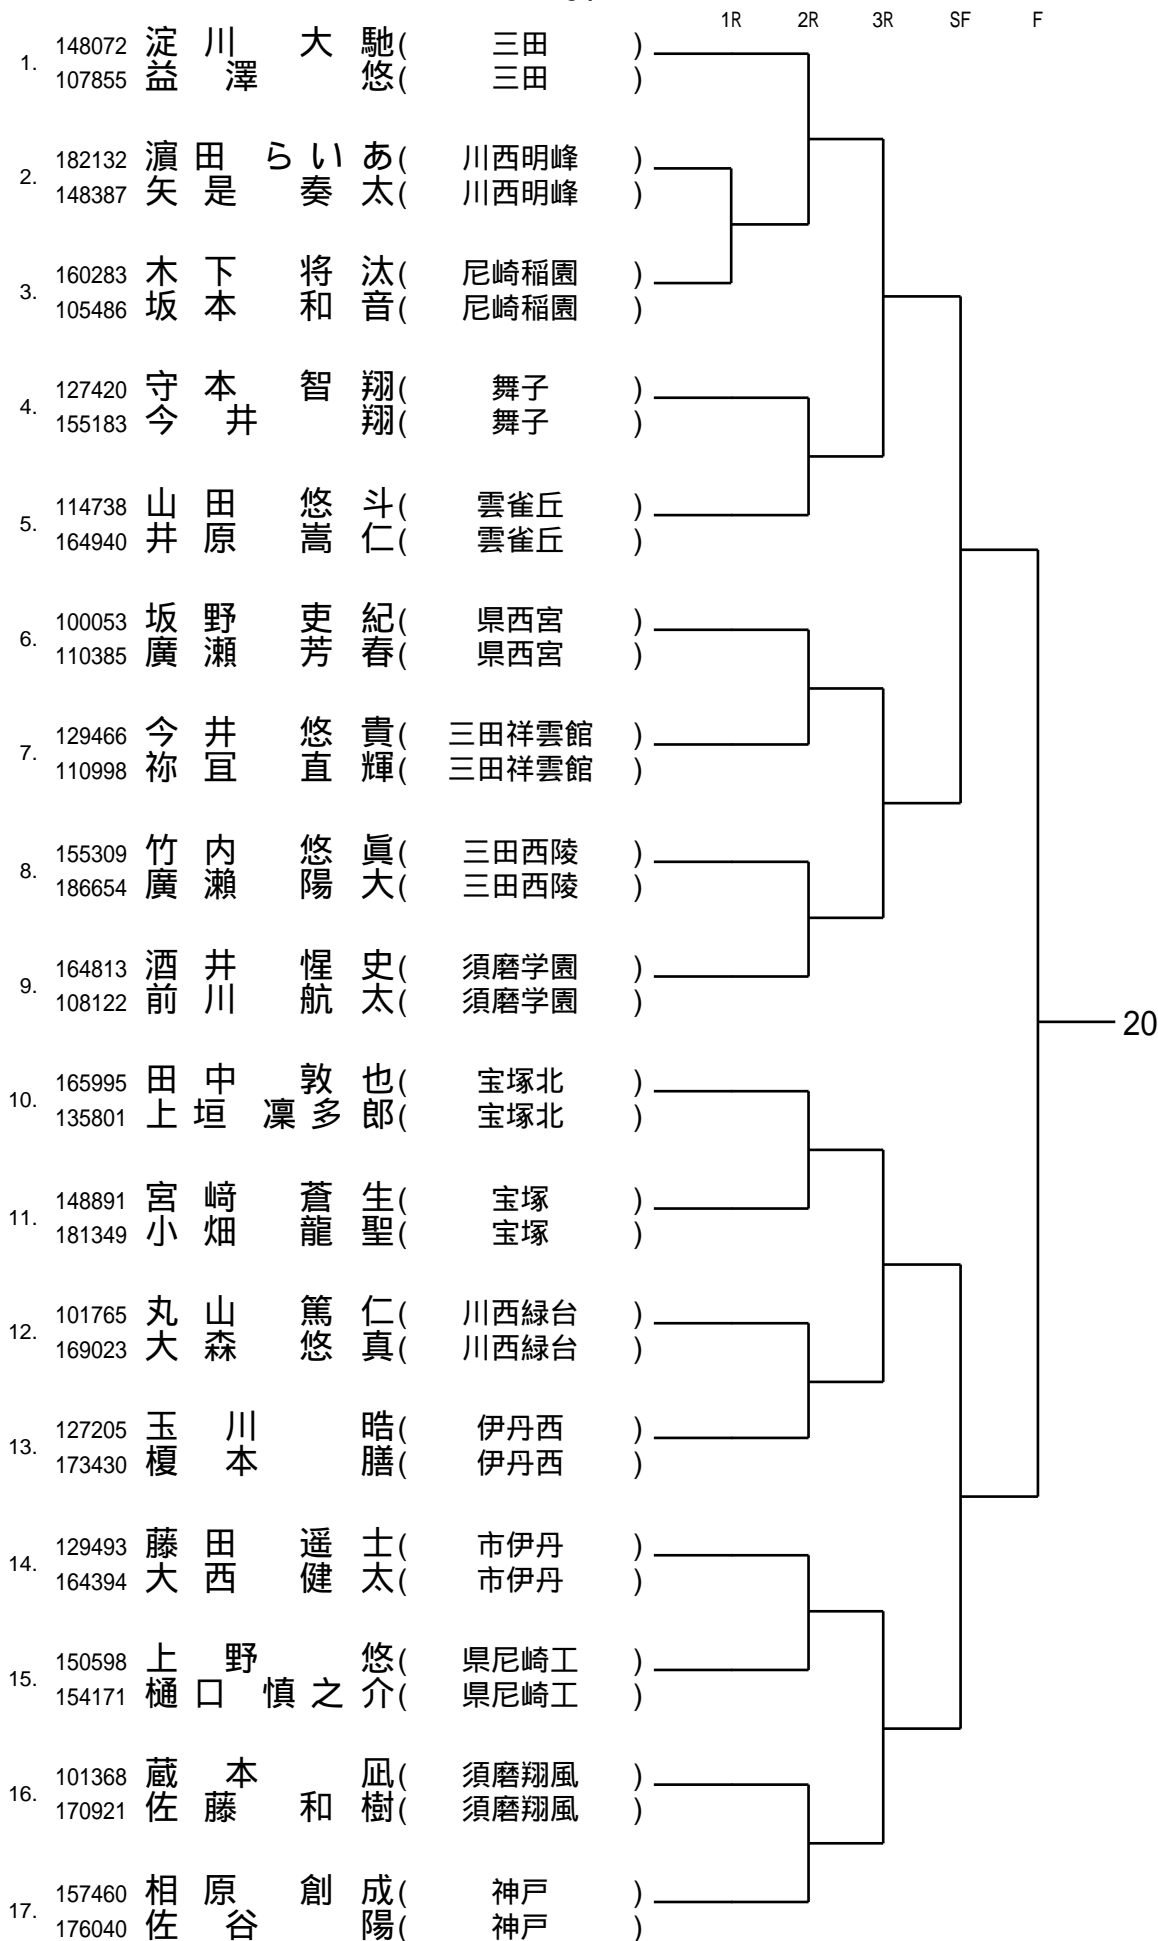 1R 2R 3R SF F
1. 148072 淀川 大馳( 三田 )
107855 益澤 悠( 三田 )
2. 182132 濵田 らいあ( 川西明峰 )
148387 矢是 奏太( 川西明峰 )
3. 160283 木下 将汰( 尼崎稲園 )
105486 坂本 和音( 尼崎稲園 )
4. 127420 守本 智翔( 舞子 )
155183 今井 翔( 舞子 )
5. 114738 山田 悠斗( 雲雀丘 )
164940 井原 嵩仁( 雲雀丘 )
6. 100053 坂野 吏紀( 県西宮 )
110385 廣瀬 芳春( 県西宮 )
7. 129466 今井 悠貴( 三田祥雲館 )
110998 祢冝 直輝( 三田祥雲館 )
8. 155309 竹内 悠眞( 三田西陵 )
186654 廣瀨 陽大( 三田西陵 )
9. 164813 酒井 惺史( 須磨学園 )
108122 前川 航太( 須磨学園 )
20
10. 165995 田中 敦也( 宝塚北 )
135801 上垣 凜多郎( 宝塚北 )
11. 148891 宮﨑 蒼生( 宝塚 )
181349 小畑 龍聖( 宝塚 )
12. 101765 丸山 篤仁( 川西緑台 )
169023 大森 悠真( 川西緑台 )
13. 127205 玉川 晧( 伊丹西 )
173430 榎本 膳( 伊丹西 )
14. 129493 藤田 遥士( 市伊丹 )
164394 大西 健太( 市伊丹 )
15. 150598 上野 悠( 県尼崎工 )
154171 樋口 慎之介( 県尼崎工 )
16. 101368 蔵本 凪( 須磨翔風 )
170921 佐藤 和樹( 須磨翔風 )
17. 157460 相原 創成( 神戸 )
176040 佐谷 陽( 神戸 )